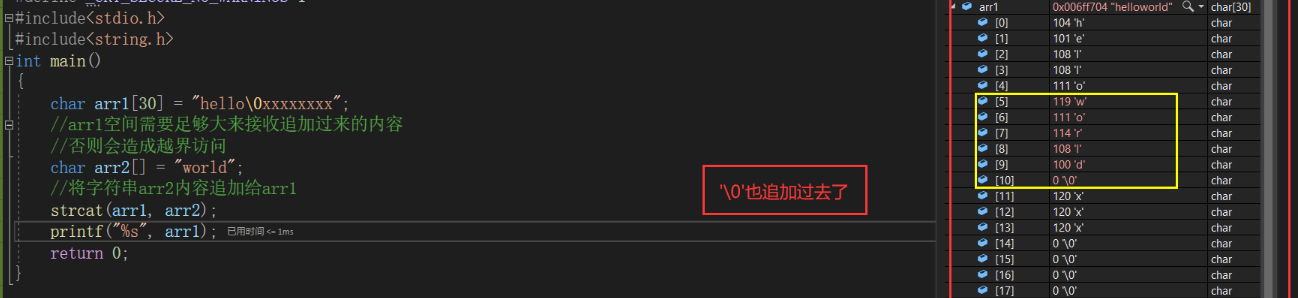 #include<stdio.h>
#include<string.h>
int main()
{
char arr1[30] = "hello\0xxxxxxxx";
//arr1空间需要足够大来接收追加过来的内容
//否则会造成越界访问
char arr2[] = "world";
//将字符串arr2内容追加给arr1
strcat(arr1, arr2);
printf("%s", arr1); 已用时间 <= 1ms
return 0;
}
'\0'也追加过去了
arr1 0x006ff704 "helloworld" char[30]
[0] 104 'h' char
[1] 101 'e' char
[2] 108 'l' char
[3] 108 'l' char
[4] 111 'o' char
[5] 119 'w' char
[6] 111 'o' char
[7] 114 'r' char
[8] 108 'l' char
[9] 100 'd' char
[10] 0 '\0' char
[11] 120 'x' char
[12] 120 'x' char
[13] 120 'x' char
[14] 0 '\0' char
[15] 0 '\0' char
[16] 0 '\0' char
[17] 0 '\0' char